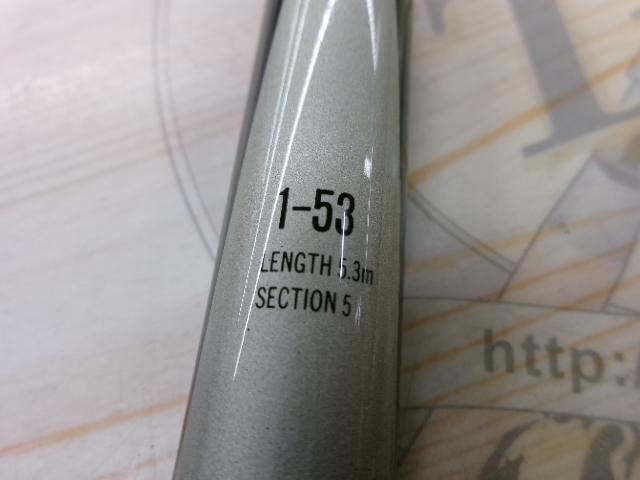 1-53
LENGTH 5.3m
SECTION 5
http:/